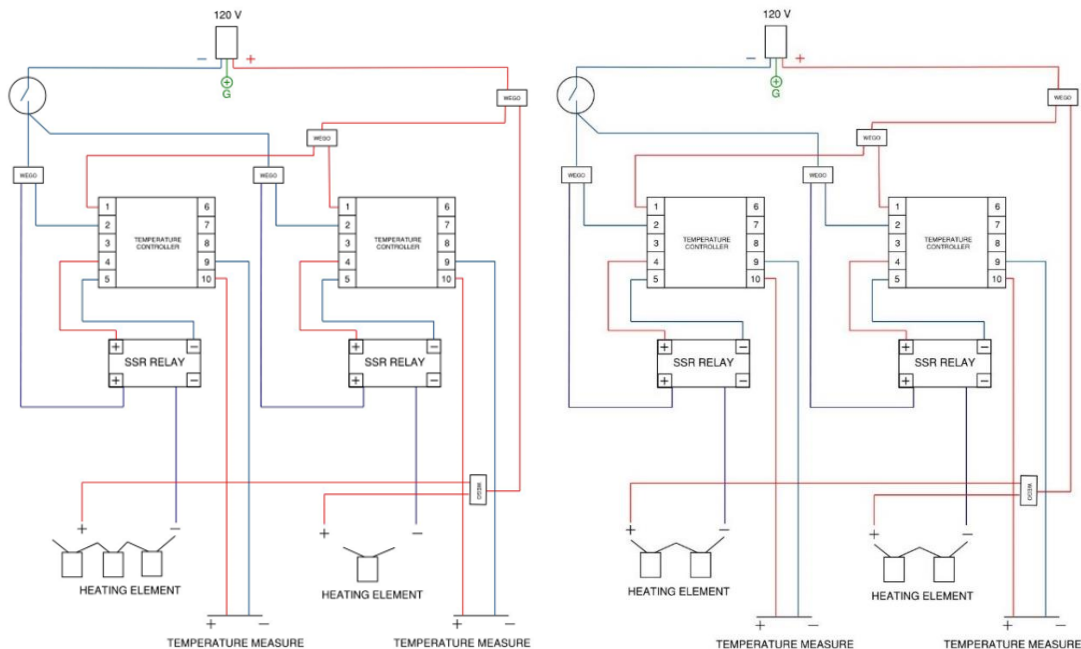 120 V
− +
G
WEGO
WEGO
WEGO
WEGO
1 6
2 7
3 8
4 9
5 10
TEMPERATURE
CONTROLLER
1 6
2 7
3 8
4 9
5 10
TEMPERATURE
CONTROLLER
+ −
SSR RELAY
+ −
+ −
SSR RELAY
+ −
WEGO
+ −
HEATING ELEMENT
+ −
HEATING ELEMENT
+ −
TEMPERATURE MEASURE
+ −
TEMPERATURE MEASURE
120 V
− +
G
WEGO
WEGO
WEGO
WEGO
1 6
2 7
3 8
4 9
5 10
TEMPERATURE
CONTROLLER
1 6
2 7
3 8
4 9
5 10
TEMPERATURE
CONTROLLER
+ −
SSR RELAY
+ −
+ −
SSR RELAY
+ −
WEGO
+ −
HEATING ELEMENT
+ −
HEATING ELEMENT
+ −
TEMPERATURE MEASURE
+ −
TEMPERATURE MEASURE